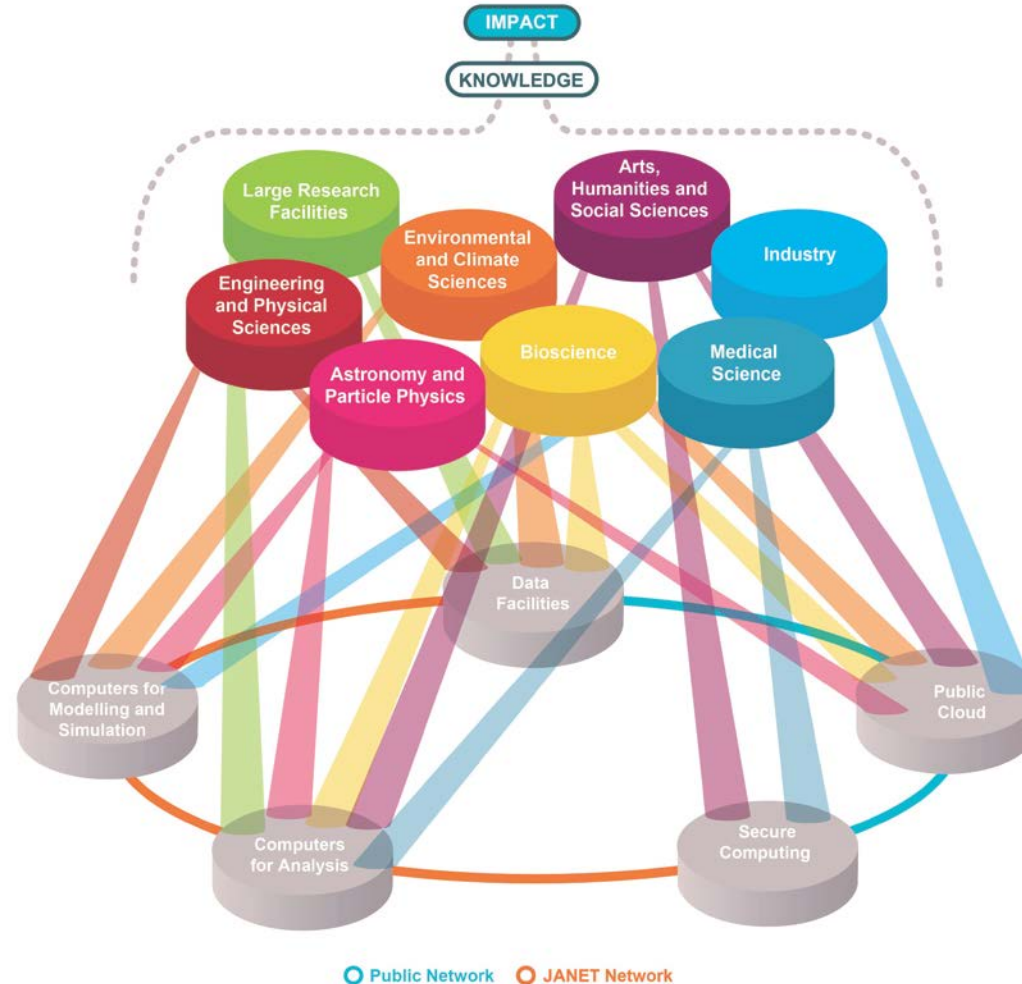 IMPACT
KNOWLEDGE
Large Research
Facilities
Arts,
Humanities and
Social Sciences
Environmental
and Climate
Sciences
Industry
Engineering
and Physical
Sciences
Bioscience
Medical
Science
Astronomy and
Particle Physics
Data
Facilities
Computers for
Modelling and
Simulation
Public
Cloud
Computers
for Analysis
Secure
Computing
Public Network
JANET Network